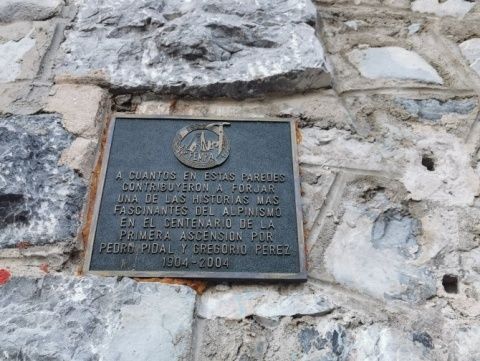 FEMPA
A CUANTOS EN ESTAS PAREDES
CONTRIBUYERON A FORJAR
UNA DE LAS HISTORIAS MAS
FASCINANTES DEL ALPINISMO
EN EL CENTENARIO DE LA
PRIMERA ASCENSION POR
PEDRO PIDAL Y GREGORIO PEREZ
1904-2004